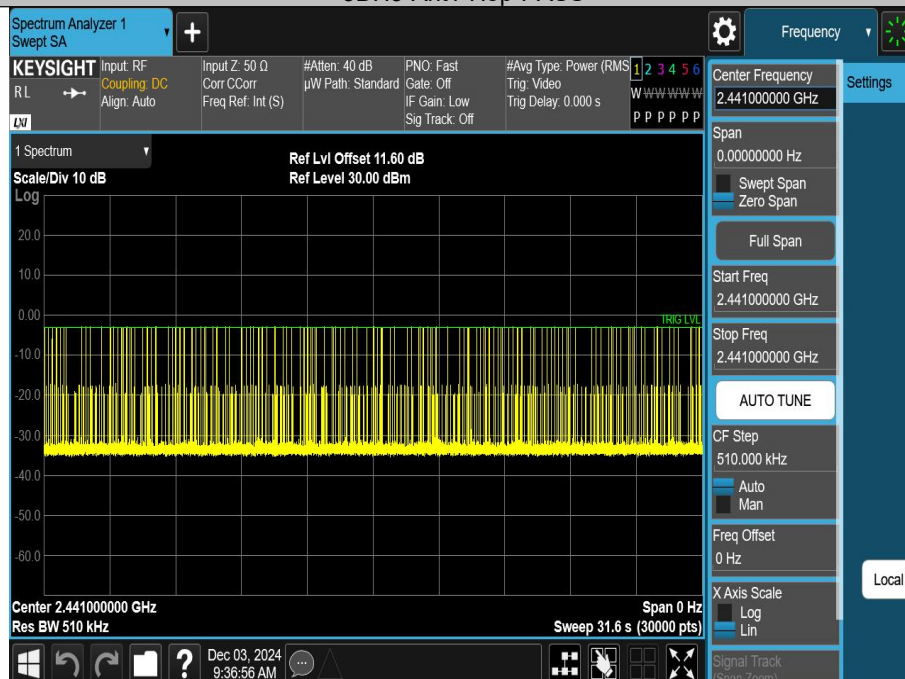 Spectrum Analyzer 1
Swept SA
Frequency
KEYSIGHT
RL
LXI
Input: RF
Coupling: DC
Align: Auto
Input Z: 50 Ω
Corr CCorr
Freq Ref: Int (S)
#Atten: 40 dB
µW Path: Standard
PNO: Fast
Gate: Off
IF Gain: Low
Sig Track: Off
#Avg Type: Power (RMS
Trig: Video
Trig Delay: 0.000 s
1 2 3 4 5 6
W W W W W W
P P P P P P
Center Frequency
2.441000000 GHz
Settings
Span
0.00000000 Hz
Swept Span
Zero Span
Full Span
Start Freq
2.441000000 GHz
Stop Freq
2.441000000 GHz
AUTO TUNE
CF Step
510.000 kHz
Auto
Man
Freq Offset
0 Hz
X Axis Scale
Log
Lin
Signal Track
(Span Zoom)
Local
1 Spectrum
Scale/Div 10 dB
Ref Lvl Offset 11.60 dB
Ref Level 30.00 dBm
Log
20.0
10.0
0.00
TRIG LVL
-10.0
-20.0
-30.0
-40.0
-50.0
-60.0
Center 2.441000000 GHz
Span 0 Hz
Res BW 510 kHz
Sweep 31.6 s (30000 pts)
?
Dec 03, 2024
9:36:56 AM